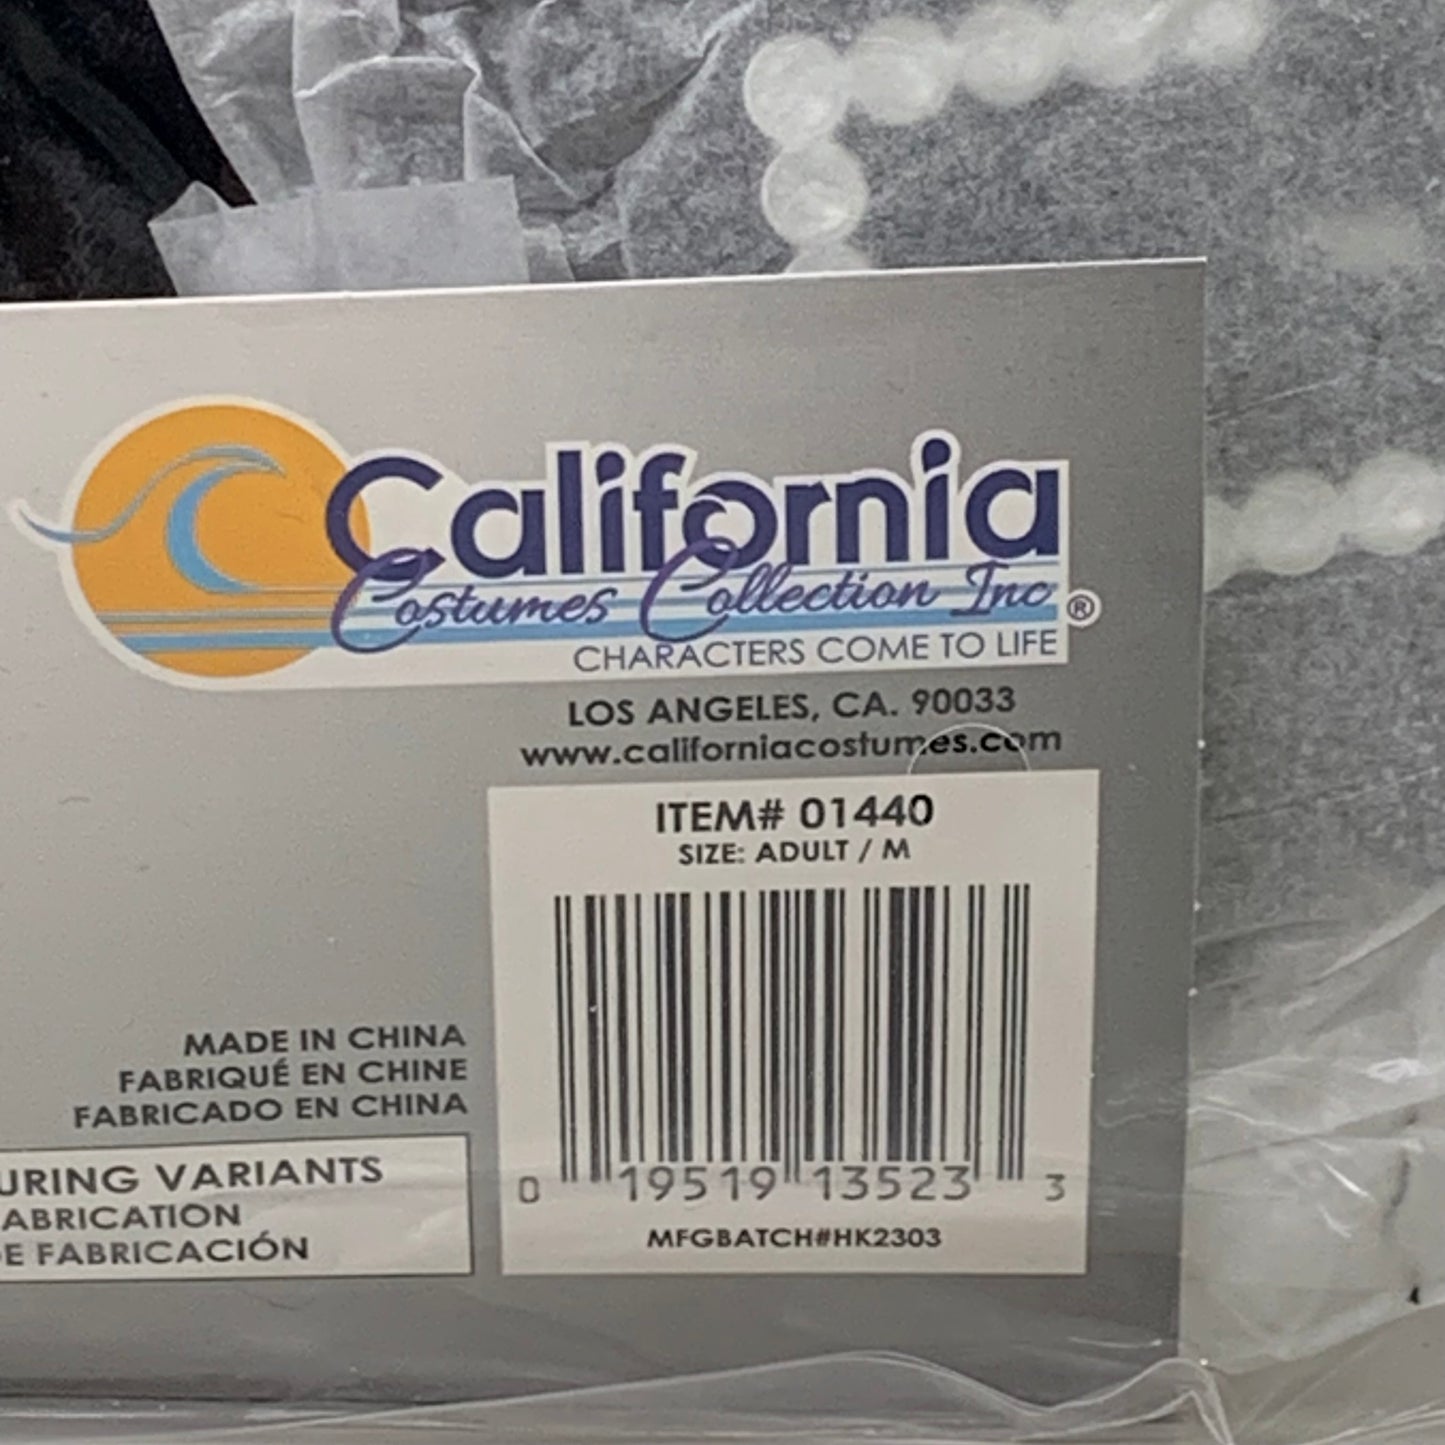 California
Costumes Collection Inc ®
CHARACTERS COME TO LIFE
LOS ANGELES, CA. 90033
www.californiacostumes.com
ITEM# 01440
SIZE: ADULT / M
0 19519 13523 3
MFGBATCH#HK2303
MADE IN CHINA
FABRIQUÉ EN CHINE
FABRICADO EN CHINA
URING VARIANTS
ABRICATION
DE FABRICACIÓN